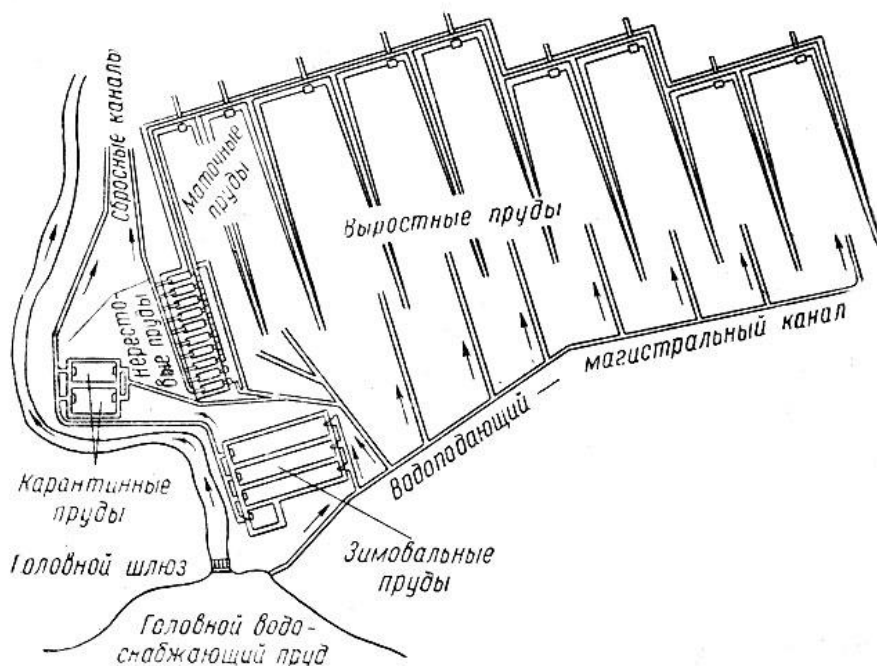 Сбросные каналы
Маточные
пруды
Выростные пруды
Нересто-
вые пруды
Водоподающий —
магистральный канал
Карантинные
пруды
Зимовальные
пруды
Головной шлюз
Головной водо-
снабжающий пруд